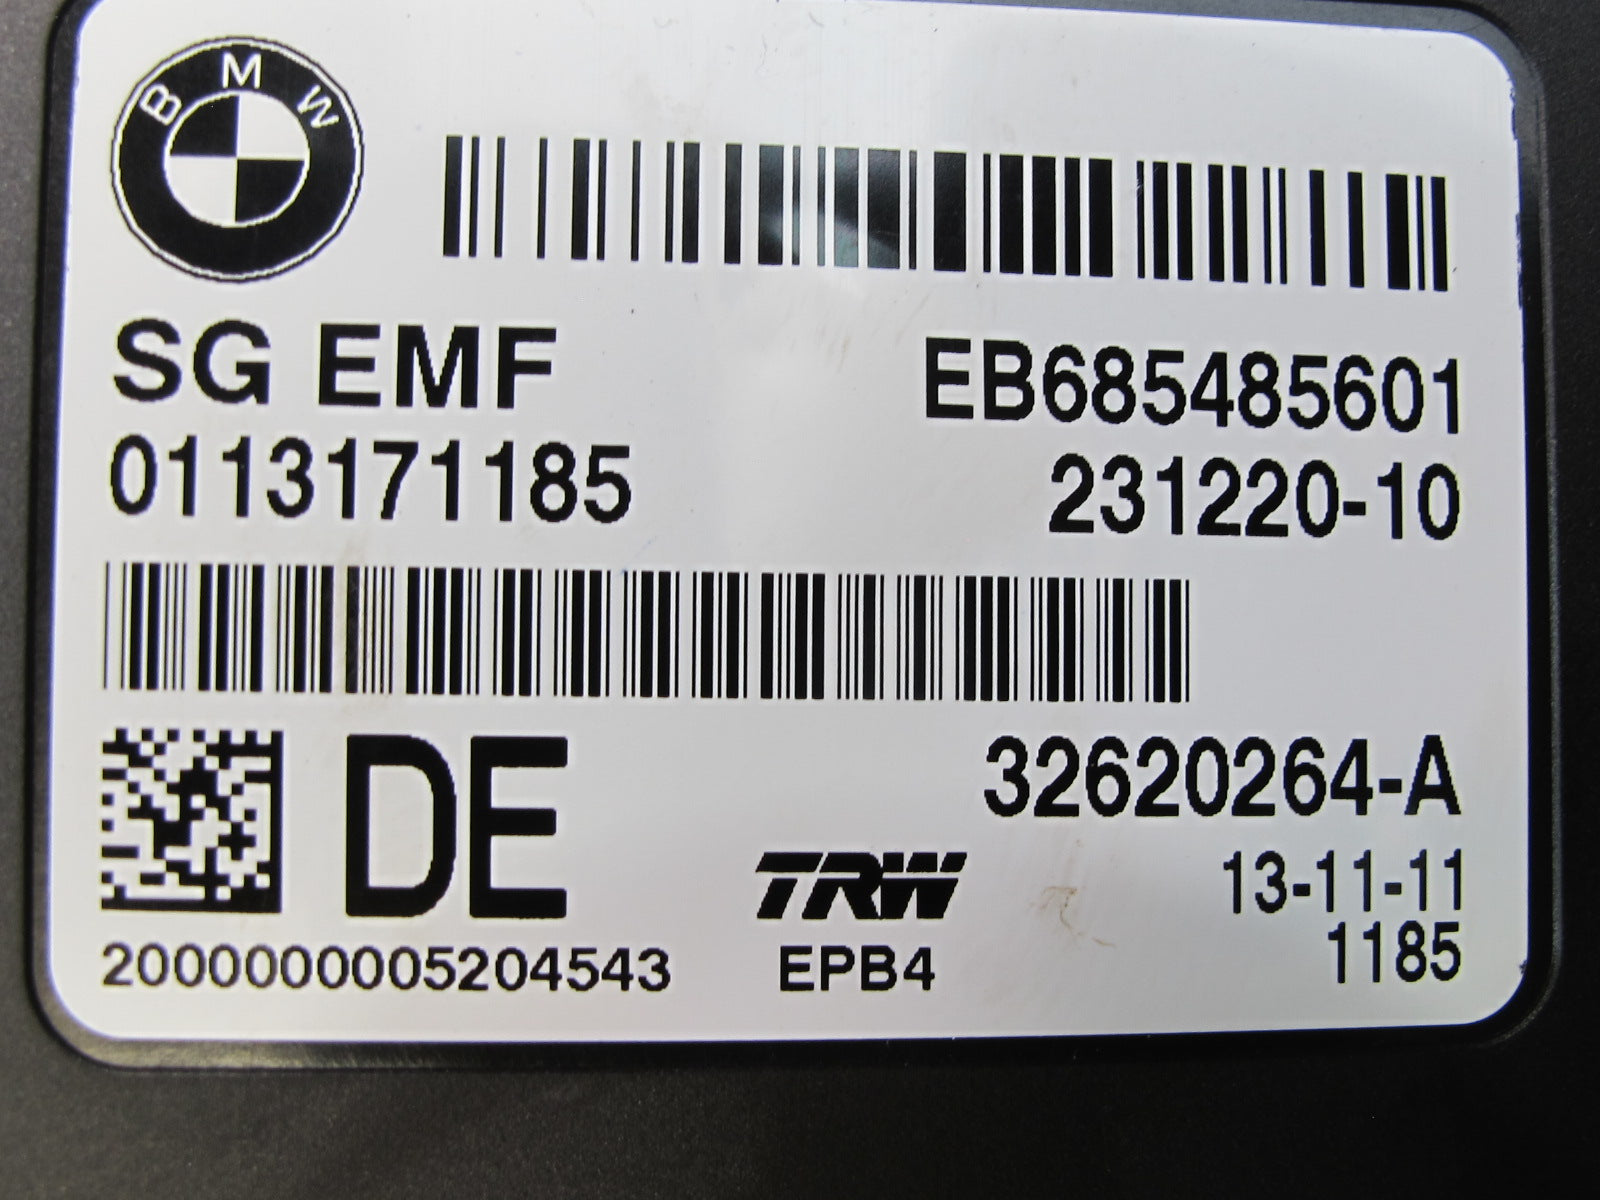 BMW
SG EMF
EB685485601
0113171185
231220-10
DE
32620264-A
TRW
13-11-11
1185
2000000005204543
EPB4